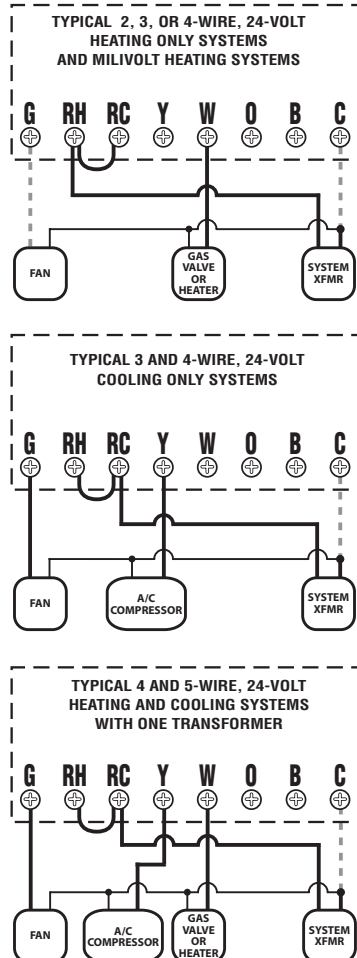 TYPICAL 2, 3, OR 4-WIRE, 24-VOLT
HEATING ONLY SYSTEMS
AND MILIVOLT HEATING SYSTEMS
G RH RC Y W O B C
FAN
GAS
VALVE
OR
HEATER
SYSTEM
XFMR
TYPICAL 3 AND 4-WIRE, 24-VOLT
COOLING ONLY SYSTEMS
G RH RC Y W O B C
FAN
A/C
COMPRESSOR
SYSTEM
XFMR
TYPICAL 4 AND 5-WIRE, 24-VOLT
HEATING AND COOLING SYSTEMS
WITH ONE TRANSFORMER
G RH RC Y W O B C
FAN
A/C
COMPRESSOR
GAS
VALVE
OR
HEATER
SYSTEM
XFMR